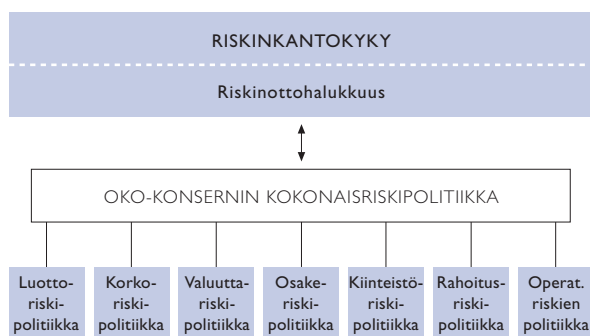 RISKINKANTOKYKY
Riskinottohalukkuus
OKO-KONSERNIN KOKONAISRISKIPOLITIIKKA
Luotto-
riski-
politiikka
Korko-
riski-
politiikka
Valuutta-
riski-
politiikka
Osake-
riski-
politiikka
Kiinteistö-
riski-
politiikka
Rahoitus-
riski-
politiikka
Operat.
riskien
politiikka